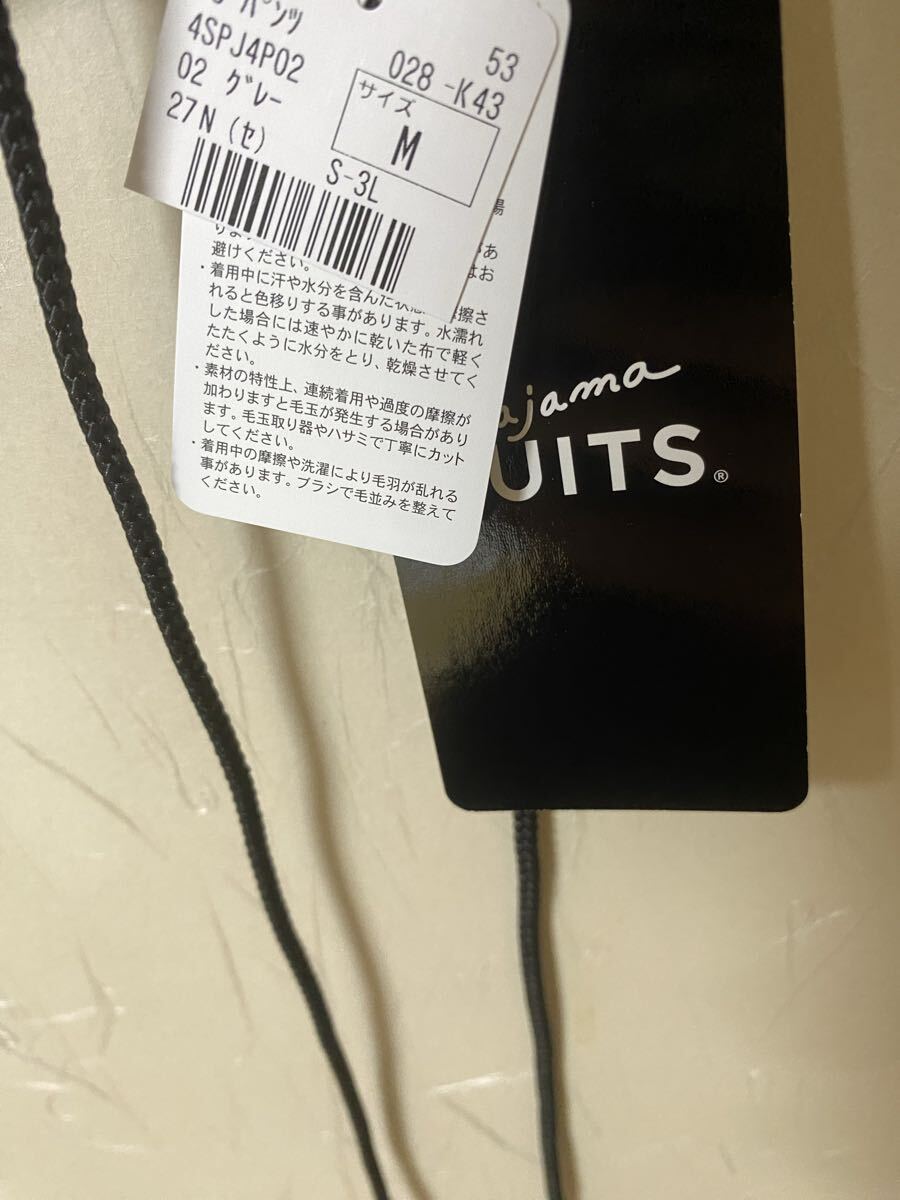 パンツ
4SPJ4P02
02 グレー
27N (セ)
53
028 -K43
サイズ
M
S-3L
場
があ
はお
避けください。
・着用中に汗や水分を含んだ状態
擦さ
れると色移りする事があります。水濡れ
した場合には速やかに乾いた布で軽く
たたくように水分をとり、乾燥させてく
ださい。
・素材の特性上、連続着用や過度の摩擦が
加わりますと毛玉が発生する場合があり
ます。毛玉取り器やハサミで丁寧にカット
してください。
・着用中の摩擦や洗濯により毛羽が乱れる
事があります。ブラシで毛並みを整えて
ください。
ajama
UITS®